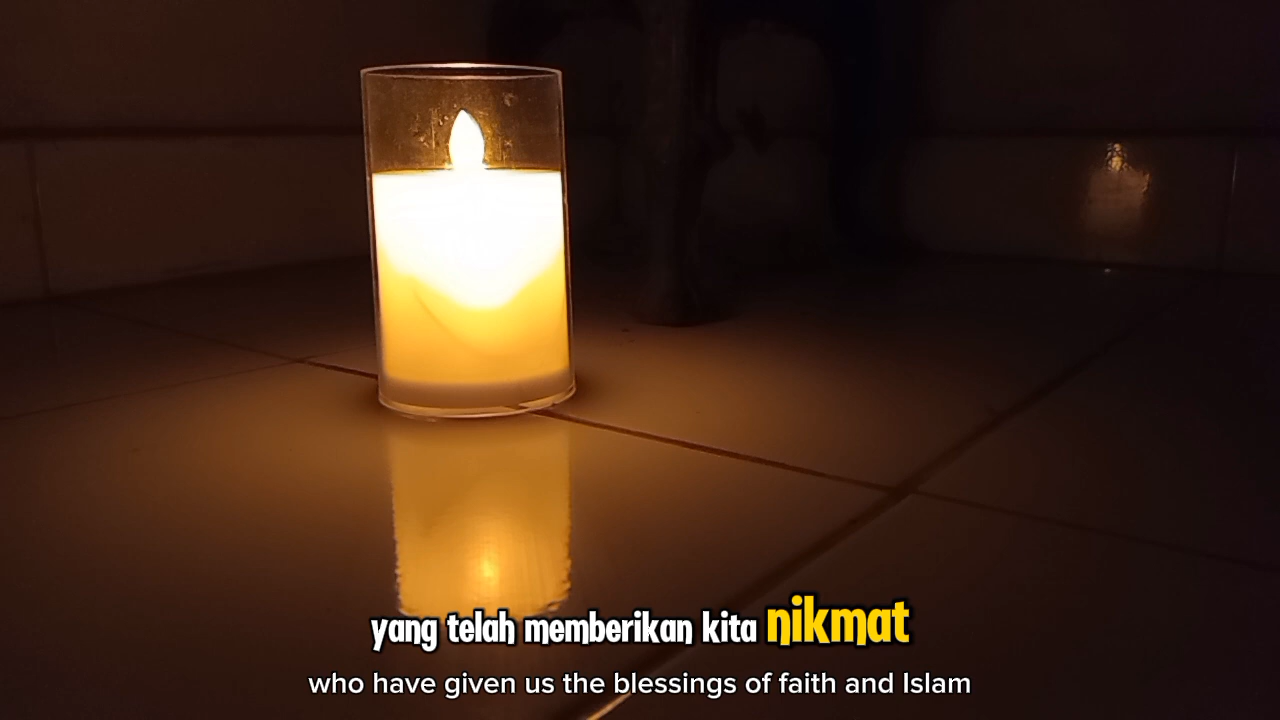 yang telah memberikan kita nikmat
who have given us the blessings of faith and Islam